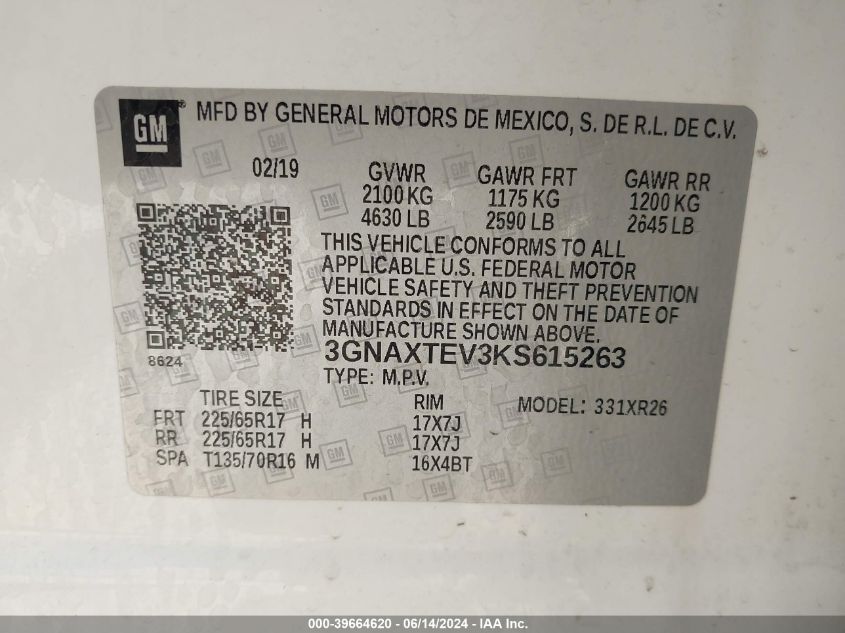 GM® MFD BY GENERAL MOTORS DE MEXICO, S. DE R.L. DE C.V.
02/19 GVWR GAWR FRT GAWR RR
2100 KG 1175 KG 1200 KG
4630 LB 2590 LB 2645 LB
THIS VEHICLE CONFORMS TO ALL
APPLICABLE U.S. FEDERAL MOTOR
VEHICLE SAFETY AND THEFT PREVENTION
STANDARDS IN EFFECT ON THE DATE OF
MANUFACTURE SHOWN ABOVE.
8624 3GNAXTEV3KS615263
TYPE: M.P.V.
TIRE SIZE RIM MODEL: 331XR26
FRT 225/65R17 H 17X7J
RR 225/65R17 H 17X7J
SPA T135/70R16 M 16X4BT
000-39664620 - 06/14/2024 - IAA Inc.